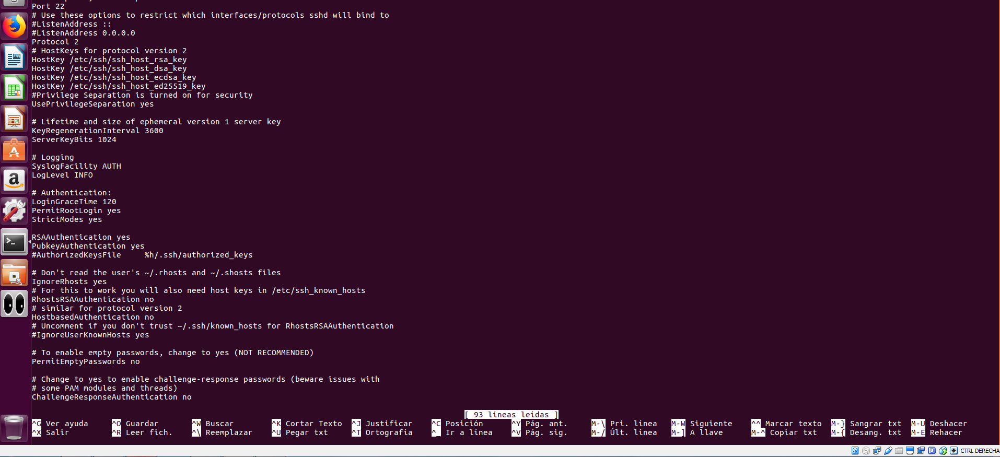 Port 22
# Use these options to restrict which interfaces/protocols sshd will bind to
#ListenAddress ::
#ListenAddress 0.0.0.0
Protocol 2
# HostKeys for protocol version 2
HostKey /etc/ssh/ssh_host_rsa_key
HostKey /etc/ssh/ssh_host_dsa_key
HostKey /etc/ssh/ssh_host_ecdsa_key
HostKey /etc/ssh/ssh_host_ed25519_key
#Privilege Separation is turned on for security
UsePrivilegeSeparation yes

# Lifetime and size of ephemeral version 1 server key
KeyRegenerationInterval 3600
ServerKeyBits 1024

# Logging
SyslogFacility AUTH
LogLevel INFO

# Authentication:
LoginGraceTime 120
PermitRootLogin yes
StrictModes yes

RSAAuthentication yes
PubkeyAuthentication yes
#AuthorizedKeysFile     %h/.ssh/authorized_keys

# Don't read the user's ~/.rhosts and ~/.shosts files
IgnoreRhosts yes
# For this to work you will also need host keys in /etc/ssh_known_hosts
RhostsRSAAuthentication no
# similar for protocol version 2
HostbasedAuthentication no
# Uncomment if you don't trust ~/.ssh/known_hosts for RhostsRSAAuthentication
#IgnoreUserKnownHosts yes

# To enable empty passwords, change to yes (NOT RECOMMENDED)
PermitEmptyPasswords no

# Change to yes to enable challenge-response passwords (beware issues with
# some PAM modules and threads)
ChallengeResponseAuthentication no

[ 93 líneas leídas ]
^G Ver ayuda ^O Guardar ^W Buscar ^K Cortar Texto ^J Justificar ^C Posición ^Y Pág. ant. M-\ Pri. línea M-W Siguiente ^^ Marcar texto M-} Sangrar txt M-U Deshacer
^X Salir ^R Leer fich. ^\ Reemplazar ^U Pegar txt ^T Ortografía ^_ Ir a línea ^V Pág. sig. M-/ Últ. línea M-] A llave M-^ Copiar txt M-{ Desang. txt M-E Rehacer
CTRL DERECHA